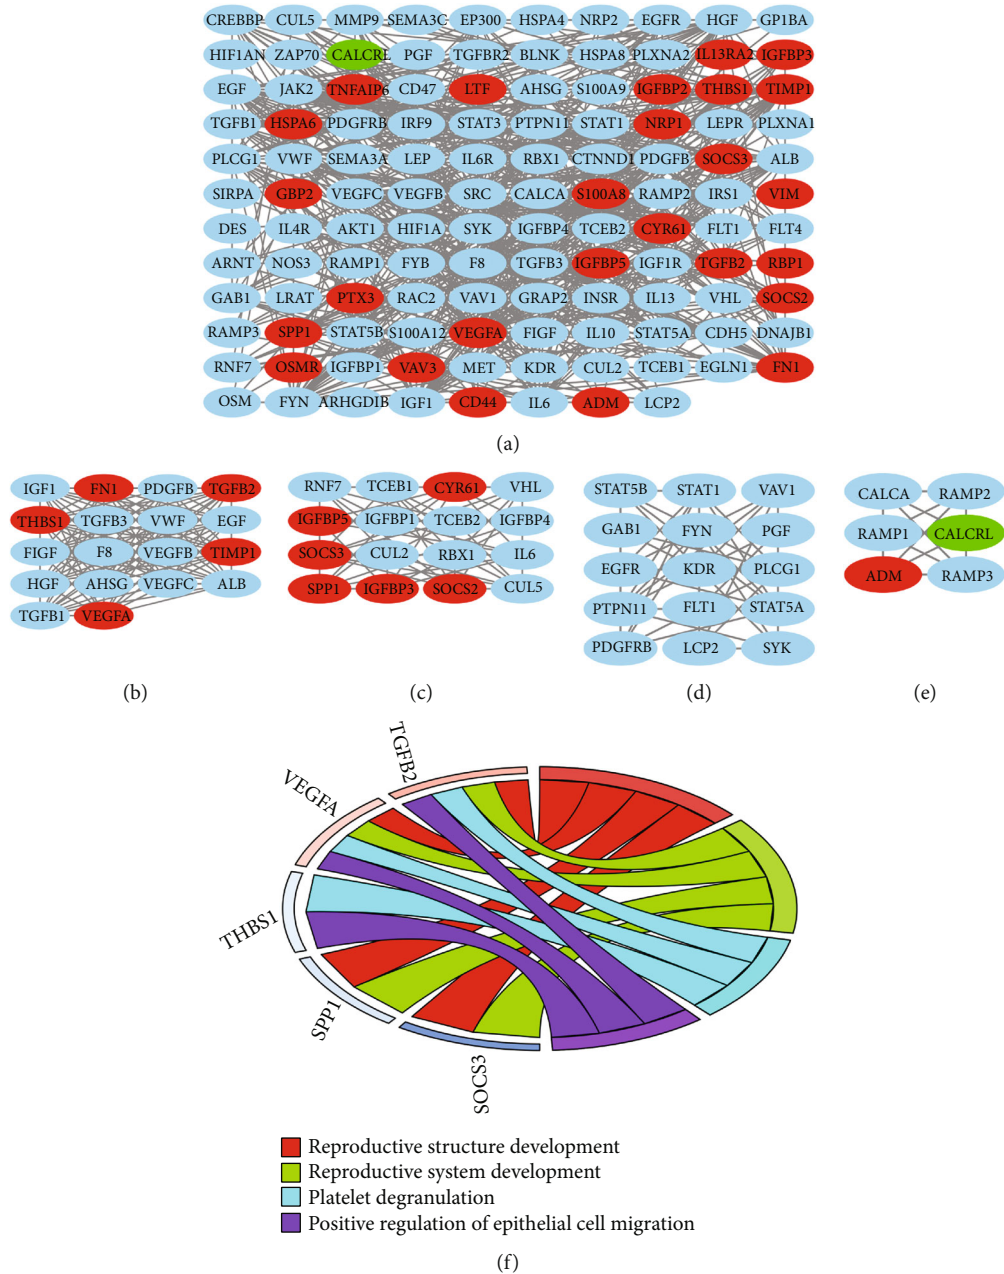 CREBBP CUL5 MMP9 SEMA3C EP300 HSPA4 NRP2 EGFR HGF GP1BA
HIF1AN ZAP70 CALCRL PGF TGFBR2 BLNK HSPA8 PLXNA2 IL13RA2 IGFBP3
EGF JAK2 TNFAIP6 CD47 LTF AHSG S100A9 IGFBP2 THBS1 TIMP1
TGFB1 HSPA6 PDGFRB IRF9 STAT3 PTPN11 STAT1 NRP1 LEPR PLXNA1
PLCG1 VWF SEMA3A LEP IL6R RBX1 CTNND1 PDGFB SOCS3 ALB
SIRPA GBP2 VEGFC VEGFB SRC CALCA S100A8 RAMP2 IRS1 VIM
DES IL4R AKT1 HIF1A SYK IGFBP4 TCEB2 CYR61 FLT1 FLT4
ARNT NOS3 RAMP1 FYB F8 TGFB3 IGFBP5 IGF1R TGFB2 RBP1
GAB1 LRAT PTX3 RAC2 VAV1 GRAP2 INSR IL13 VHL SOCS2
RAMP3 SPP1 STAT5B S100A12 VEGFA FIGF IL10 STAT5A CDH5 DNAJB1
RNF7 OSMR IGFBP1 VAV3 MET KDR CUL2 TCEB1 EGLN1 FN1
OSM FYN ARHGDIB IGF1 CD44 IL6 ADM LCP2
(a)
IGF1 FN1 PDGFB TGFB2
THBS1 TGFB3 VWF EGF
FIGF F8 VEGFB TIMP1
HGF AHSG VEGFC ALB
TGFB1 VEGFA
(b)
RNF7 TCEB1 CYR61 VHL
IGFBP5 IGFBP1 TCEB2 IGFBP4
SOCS3 CUL2 RBX1 IL6
SPP1 IGFBP3 SOCS2 CUL5
(c)
STAT5B STAT1 VAV1
GAB1 FYN PGF
EGFR KDR PLCG1
PTPN11 FLT1 STAT5A
PDGFRB LCP2 SYK
(d)
CALCA RAMP2
RAMP1 CALCRL
ADM RAMP3
(e)
TGFB2
VEGFA
THBS1
SPP1
SOCS3
Reproductive structure development
Reproductive system development
Platelet degranulation
Positive regulation of epithelial cell migration
(f)